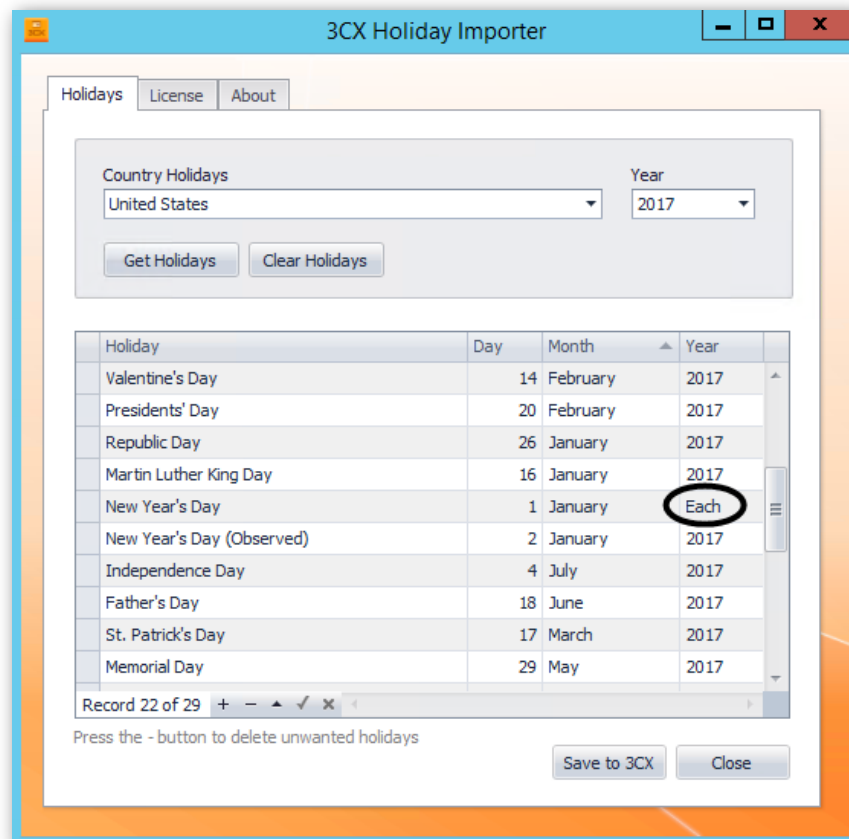 3CX Holiday Importer
Holidays License About
Country Holidays Year
United States 2017
Get Holidays Clear Holidays
Holiday Day Month Year
Valentine's Day 14 February 2017
Presidents' Day 20 February 2017
Republic Day 26 January 2017
Martin Luther King Day 16 January 2017
New Year's Day 1 January Each
New Year's Day (Observed) 2 January 2017
Independence Day 4 July 2017
Father's Day 18 June 2017
St. Patrick's Day 17 March 2017
Memorial Day 29 May 2017
Record 22 of 29
Press the - button to delete unwanted holidays
Save to 3CX Close